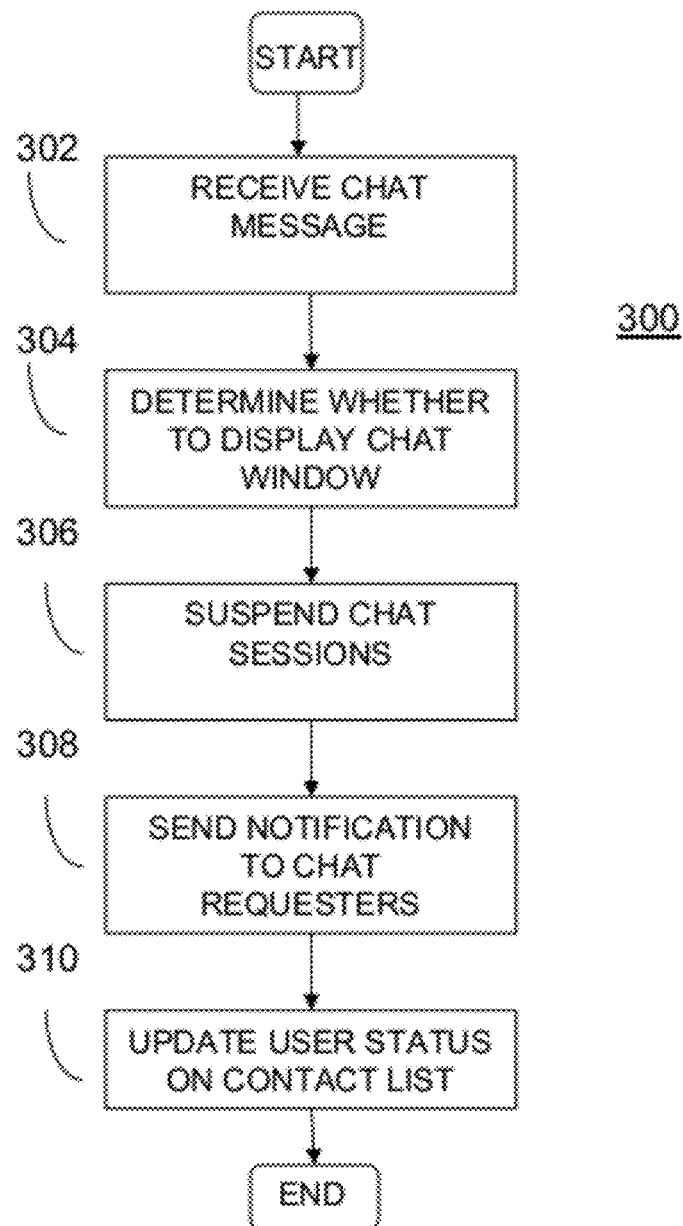 START
302
RECEIVE CHAT
MESSAGE
300
304
DETERMINE WHETHER
TO DISPLAY CHAT
WINDOW
306
SUSPEND CHAT
SESSIONS
308
SEND NOTIFICATION
TO CHAT
REQUESTERS
310
UPDATE USER STATUS
ON CONTACT LIST
END